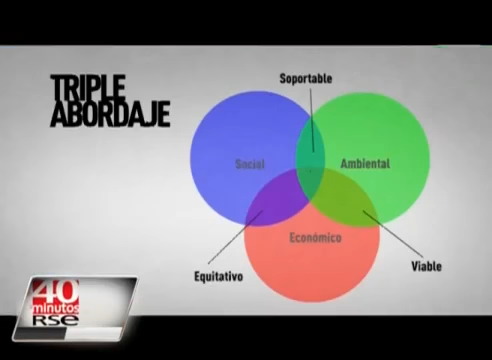 TRIPLE
ABORDAJE
Soportable
Social
Ambiental
Económico
Equitativo
Viable
40
minutos
RSe